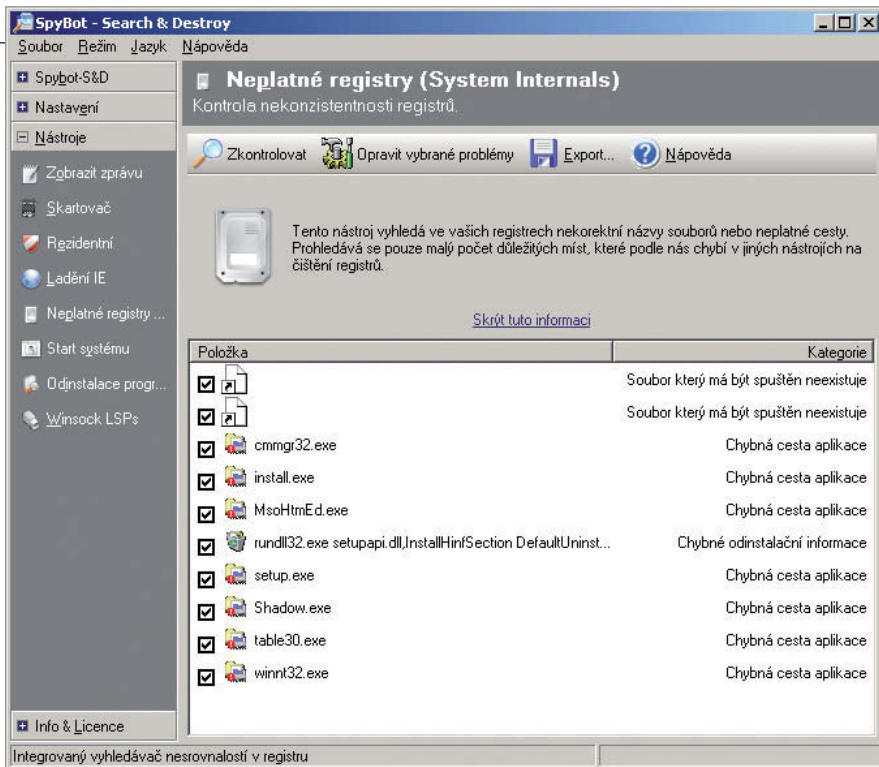 SpyBot - Search & Destroy
Soubor Režim Jazyk Nápověda
Spybot-S&D
Nastavení
Nástroje
Zobrazit zprávu
Skartovač
Rezidentní
Ladění IE
Neplatné registry ...
Start systému
Odinstalace progr...
Winsock LSPs
Info & Licence
Neplatné registry (System Internals)
Kontrola nekonzistentnosti registrů.
Zkontrolovat Opravit vybrané problémy Export... Nápověda
Tento nástroj vyhledá ve vašich registrech nekorektní názvy souborů nebo neplatné cesty.
Prohledává se pouze malý počet důležitých míst, které podle nás chybí v jiných nástrojích na
čištění registrů.
Skrýt tuto informaci
Položka Kategorie
Soubor který má být spuštěn neexistuje
Soubor který má být spuštěn neexistuje
cmmgr32.exe Chybná cesta aplikace
install.exe Chybná cesta aplikace
MsoHtmEd.exe Chybná cesta aplikace
rundll32.exe setupapi.dll,InstallHinfSection DefaultUninst... Chybné odinstalační informace
setup.exe Chybná cesta aplikace
Shadow.exe Chybná cesta aplikace
table30.exe Chybná cesta aplikace
winnt32.exe Chybná cesta aplikace
Integrovaný vyhledávač nesrovnalostí v registru